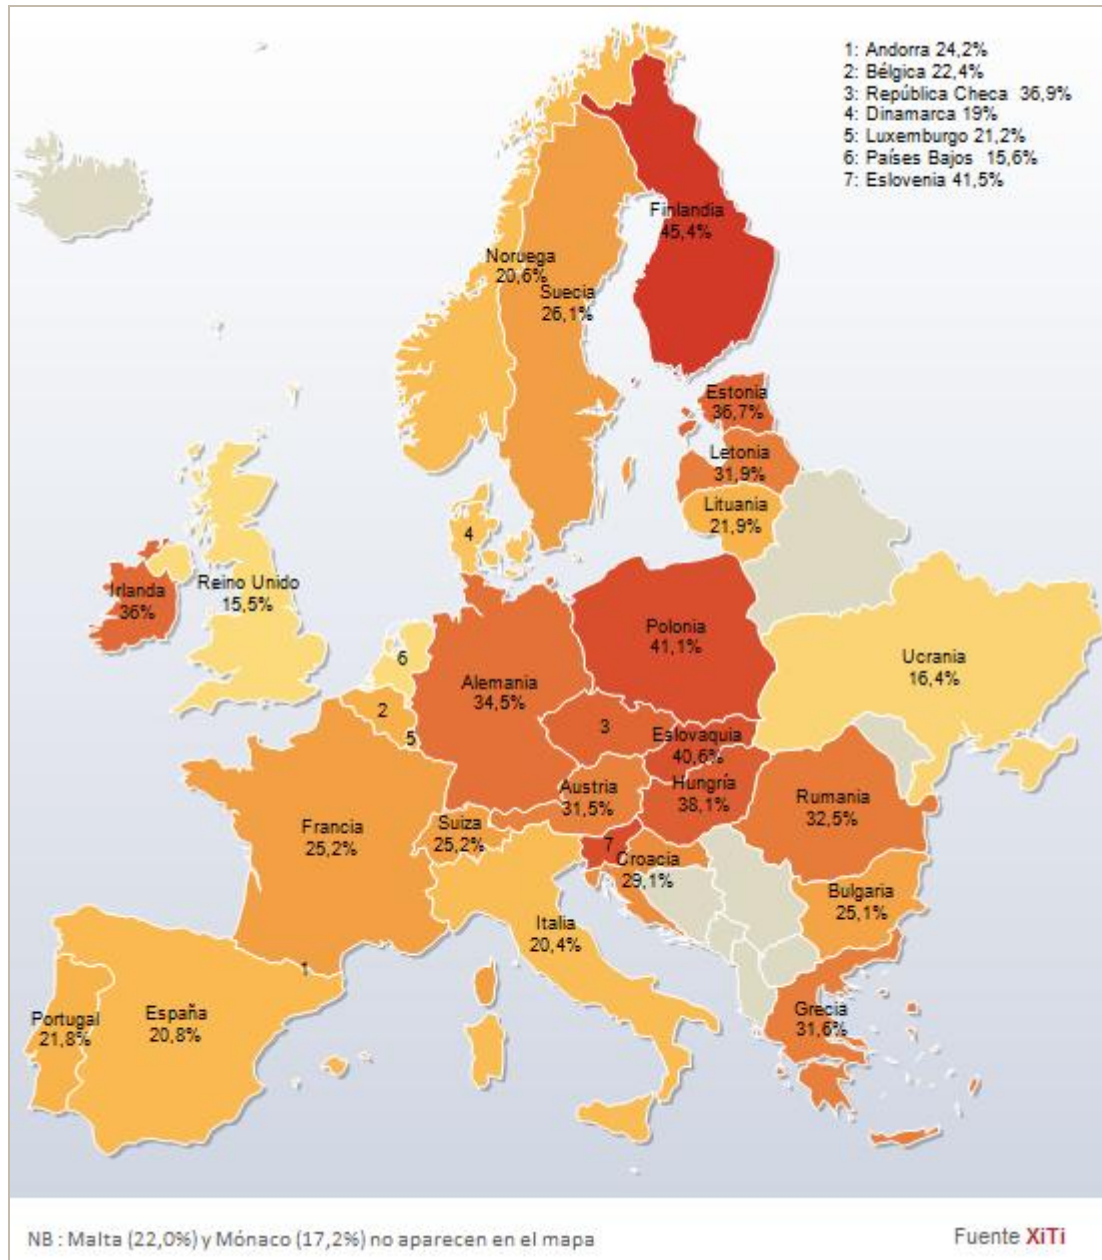 1: Andorra 24,2%
2: Bélgica 22,4%
3: República Checa 36,9%
4: Dinamarca 19%
5: Luxemburgo 21,2%
6: Países Bajos 15,6%
7: Eslovenia 41,5%
Finlandia
45,4%
Noruega
20,6%
Suecia
26,1%
Estonia
36,7%
Letonia
31,9%
Lituania
21,9%
4
Irlanda
36%
Reino Unido
15,5%
Polonia
41,1%
6
Ucrania
16,4%
Alemania
34,5%
2
3
5
Eslovaquia
40,6%
Austria
31,5%
Hungría
38,1%
Rumania
32,5%
Francia
25,2%
Suiza
25,2%
7
Croacia
29,1%
Bulgaria
25,1%
Italia
20,4%
1
Portugal
21,8%
España
20,8%
Grecia
31,6%
NB : Malta (22,0%) y Mónaco (17,2%) no aparecen en el mapa
Fuente XiTi